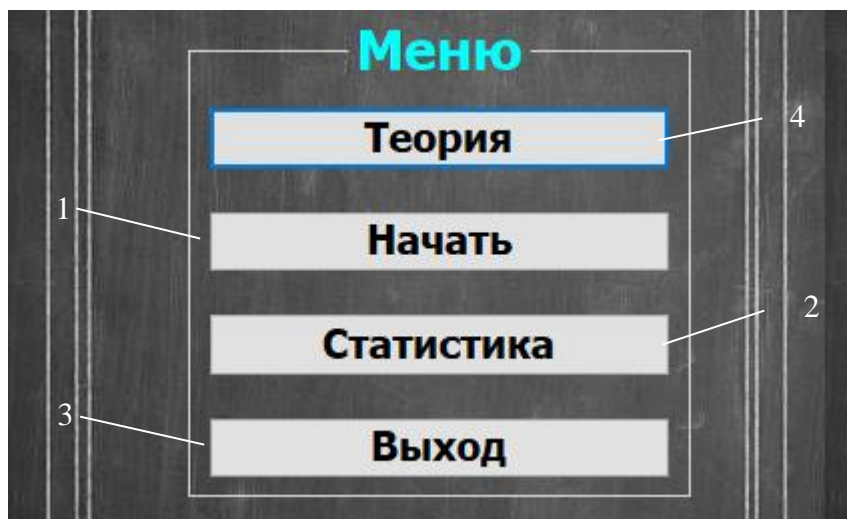 Меню
Теория
4
1
Начать
2
Статистика
3
Выход